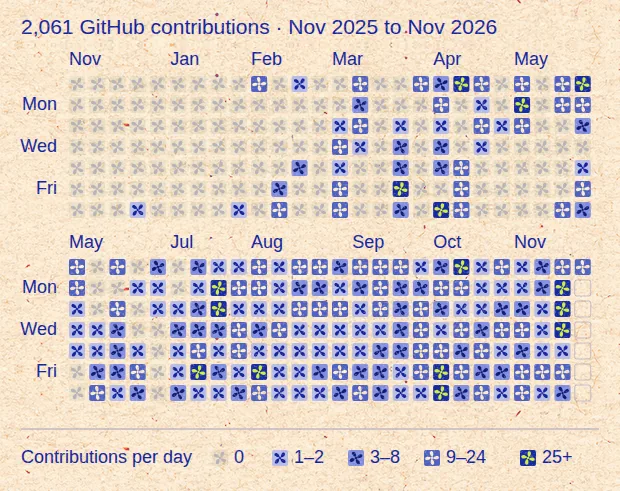 2,061 GitHub contributions · Nov 2025 to Nov 2026
Nov Jan Feb Mar Apr May
Mon
Wed
Fri
May Jul Aug Sep Oct Nov
Mon
Wed
Fri
Contributions per day 0 1–2 3–8 9–24 25+